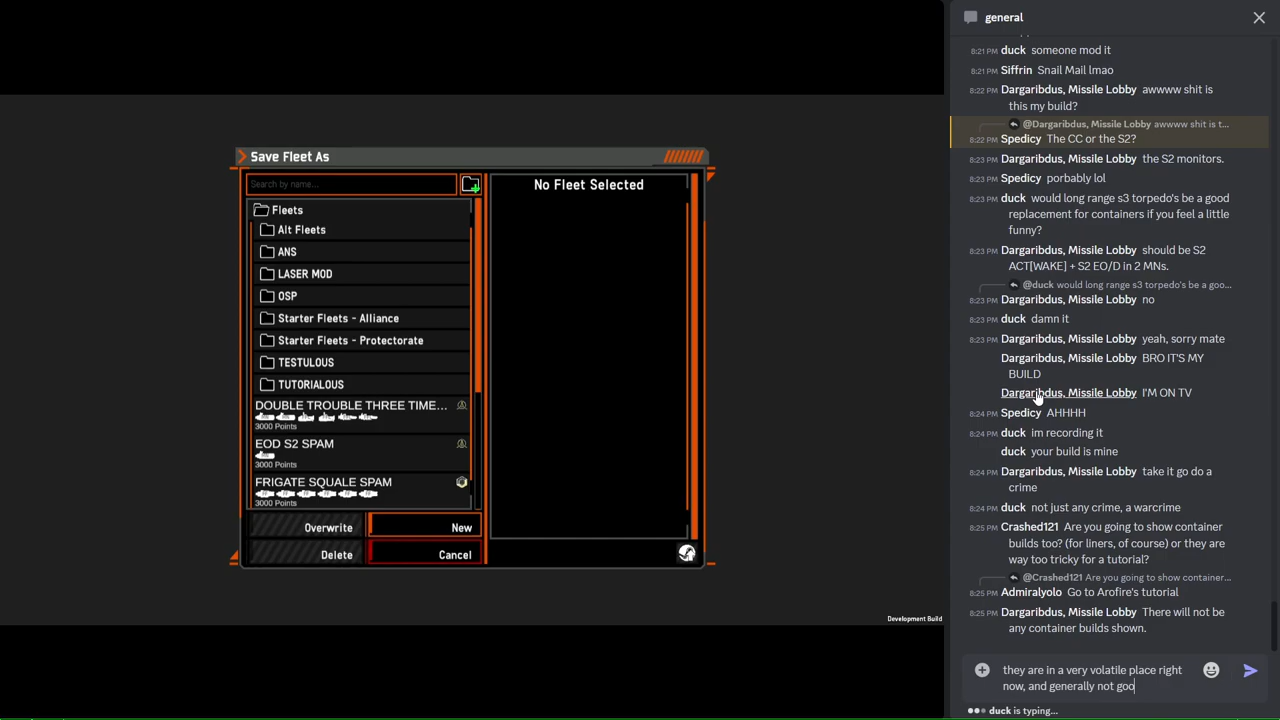 Save Fleet As
Search by name...
Fleets
Alt Fleets
ANS
LASER MOD
OSP
Starter Fleets - Alliance
Starter Fleets - Protectorate
TESTULOUS
TUTORIALOUS
DOUBLE TROUBLE THREE TIME...
3000 Points
EOD S2 SPAM
3000 Points
FRIGATE SQUALE SPAM
3000 Points
Overwrite
New
Delete
Cancel
No Fleet Selected
Development Build
general
8:21 PM duck someone mod it
8:21 PM Siffrin Snail Mail lmao
8:22 PM Dargaribdus, Missile Lobby awwww shit is
this my build?
@Dargaribdus, Missile Lobby awwww shit is t...
8:22 PM Spedicy The CC or the S2?
8:23 PM Dargaribdus, Missile Lobby the S2 monitors.
8:23 PM Spedicy porbably lol
8:23 PM duck would long range s3 torpedo's be a good
replacement for containers if you feel a little
funny?
8:23 PM Dargaribdus, Missile Lobby should be S2
ACT[WAKE] + S2 EO/D in 2 MNs.
@duck would long range s3 torpedo's be a goo...
8:23 PM Dargaribdus, Missile Lobby no
8:23 PM duck damn it
8:23 PM Dargaribdus, Missile Lobby yeah, sorry mate
Dargaribdus, Missile Lobby BRO IT'S MY
BUILD
Dargaribdus, Missile Lobby I'M ON TV
8:24 PM Spedicy AHHHH
8:24 PM duck im recording it
duck your build is mine
8:24 PM Dargaribdus, Missile Lobby take it go do a
crime
8:24 PM duck not just any crime, a warcrime
8:25 PM Crashed121 Are you going to show container
builds too? (for liners, of course) or they are
way too tricky for a tutorial?
@Crashed121 Are you going to show container...
8:25 PM Admiralyolo Go to Arofire's tutorial
8:25 PM Dargaribdus, Missile Lobby There will not be
any container builds shown.
they are in a very volatile place right
now, and generally not goo
duck is typing...